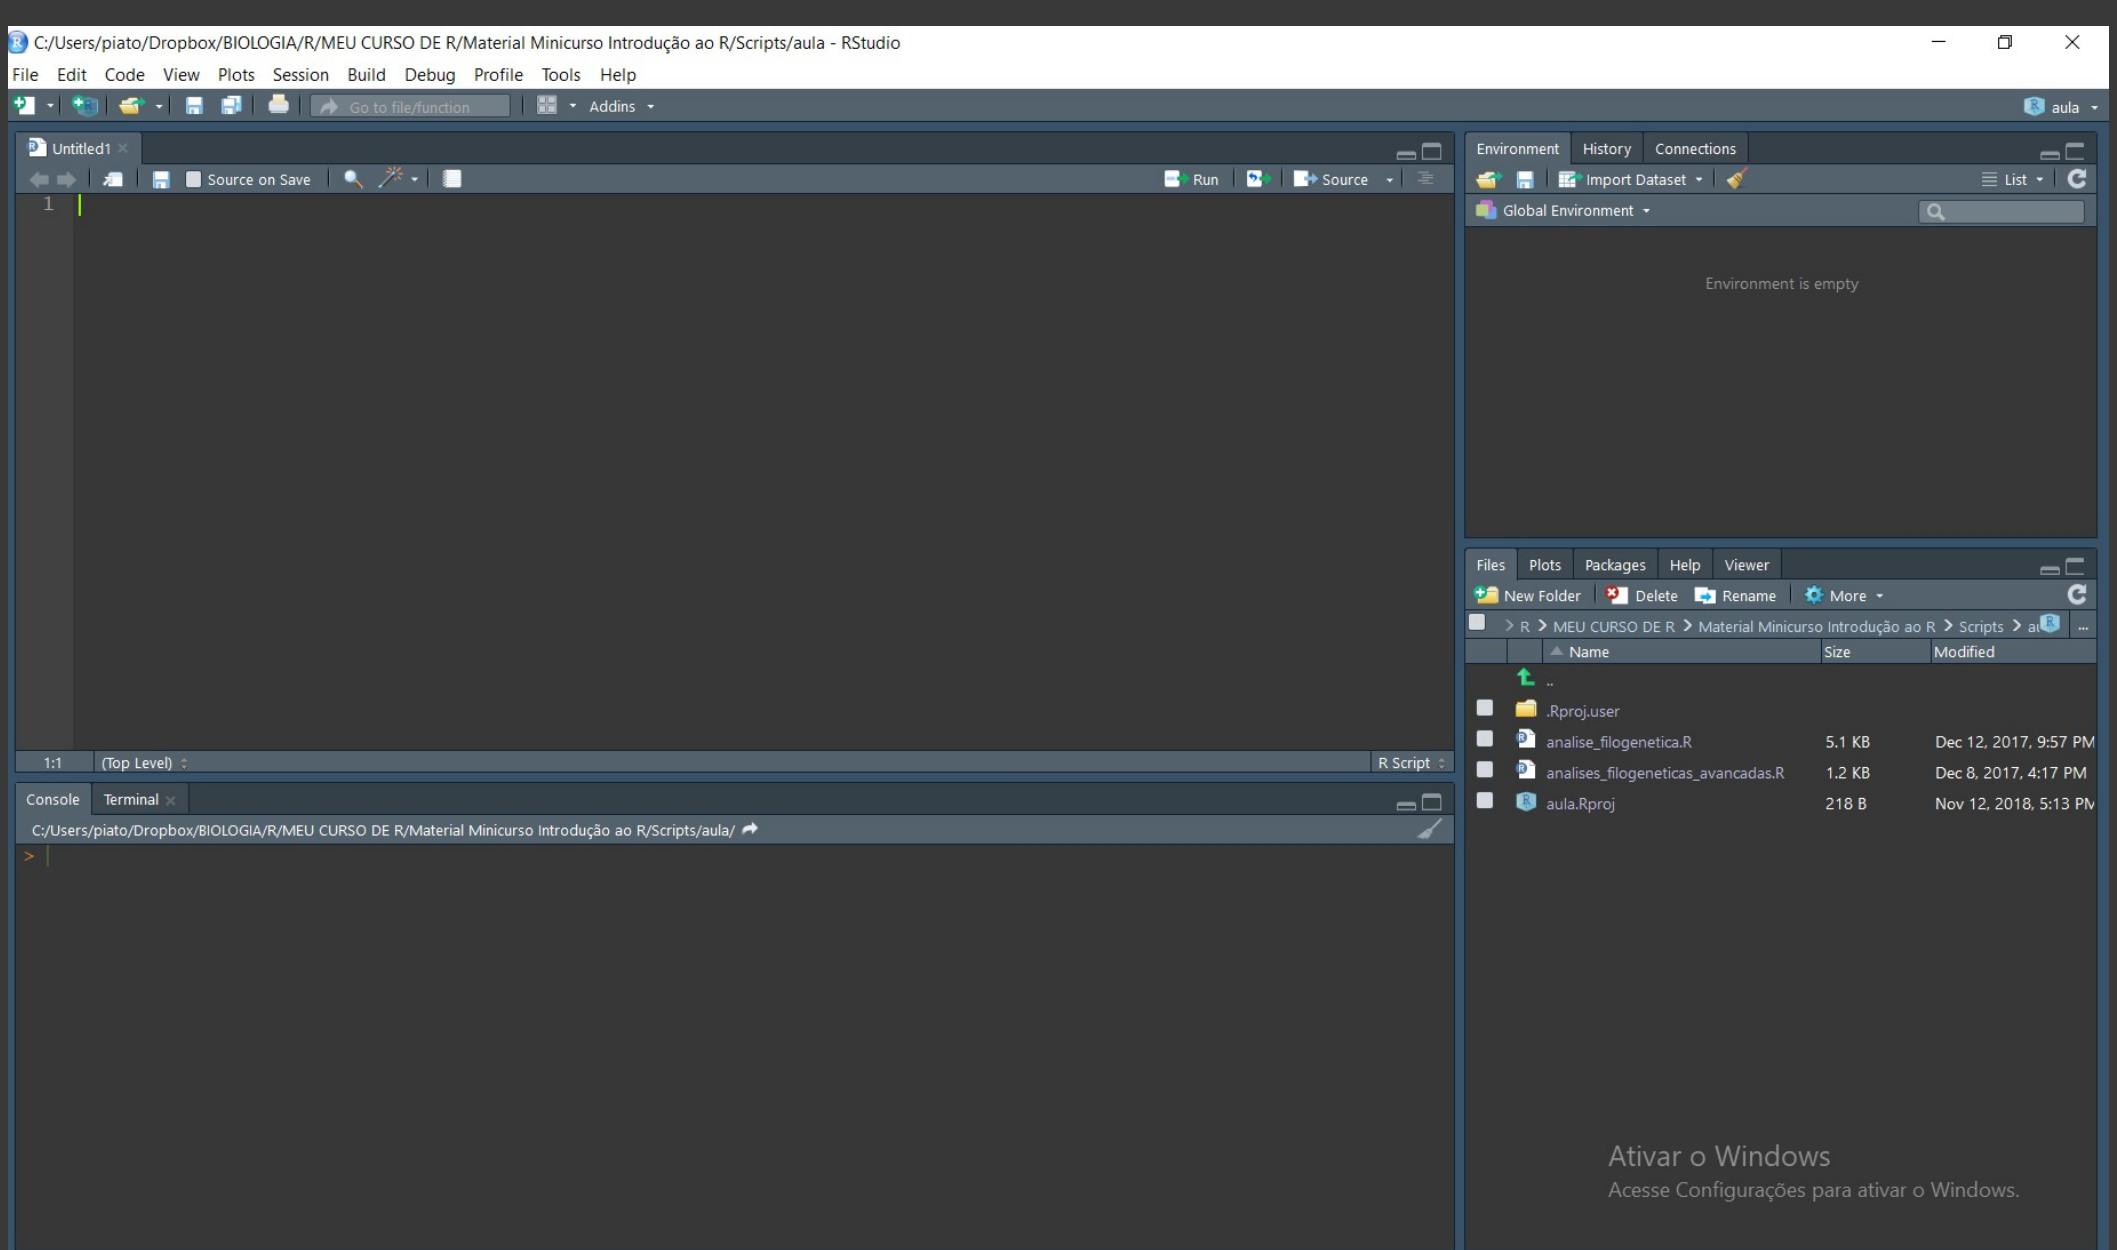 C:/Users/piato/Dropbox/BIOLOGIA/R/MEU CURSO DE R/Material Minicurso Introdução ao R/Scripts/aula - RStudio
File Edit Code View Plots Session Build Debug Profile Tools Help
Go to file/function Addins aula
Untitled1
Source on Save Run Source
1
1:1 (Top Level) R Script
Console Terminal
C:/Users/piato/Dropbox/BIOLOGIA/R/MEU CURSO DE R/Material Minicurso Introdução ao R/Scripts/aula/
>
Environment History Connections
Import Dataset List
Global Environment
Environment is empty
Files Plots Packages Help Viewer
New Folder Delete Rename More
> R > MEU CURSO DE R > Material Minicurso Introdução ao R > Scripts > au ...
Name Size Modified
..
.Rproj.user
analise_filogenetica.R 5.1 KB Dec 12, 2017, 9:57 PM
analises_filogeneticas_avancadas.R 1.2 KB Dec 8, 2017, 4:17 PM
aula.Rproj 218 B Nov 12, 2018, 5:13 PM
Ativar o Windows
Acesse Configurações para ativar o Windows.